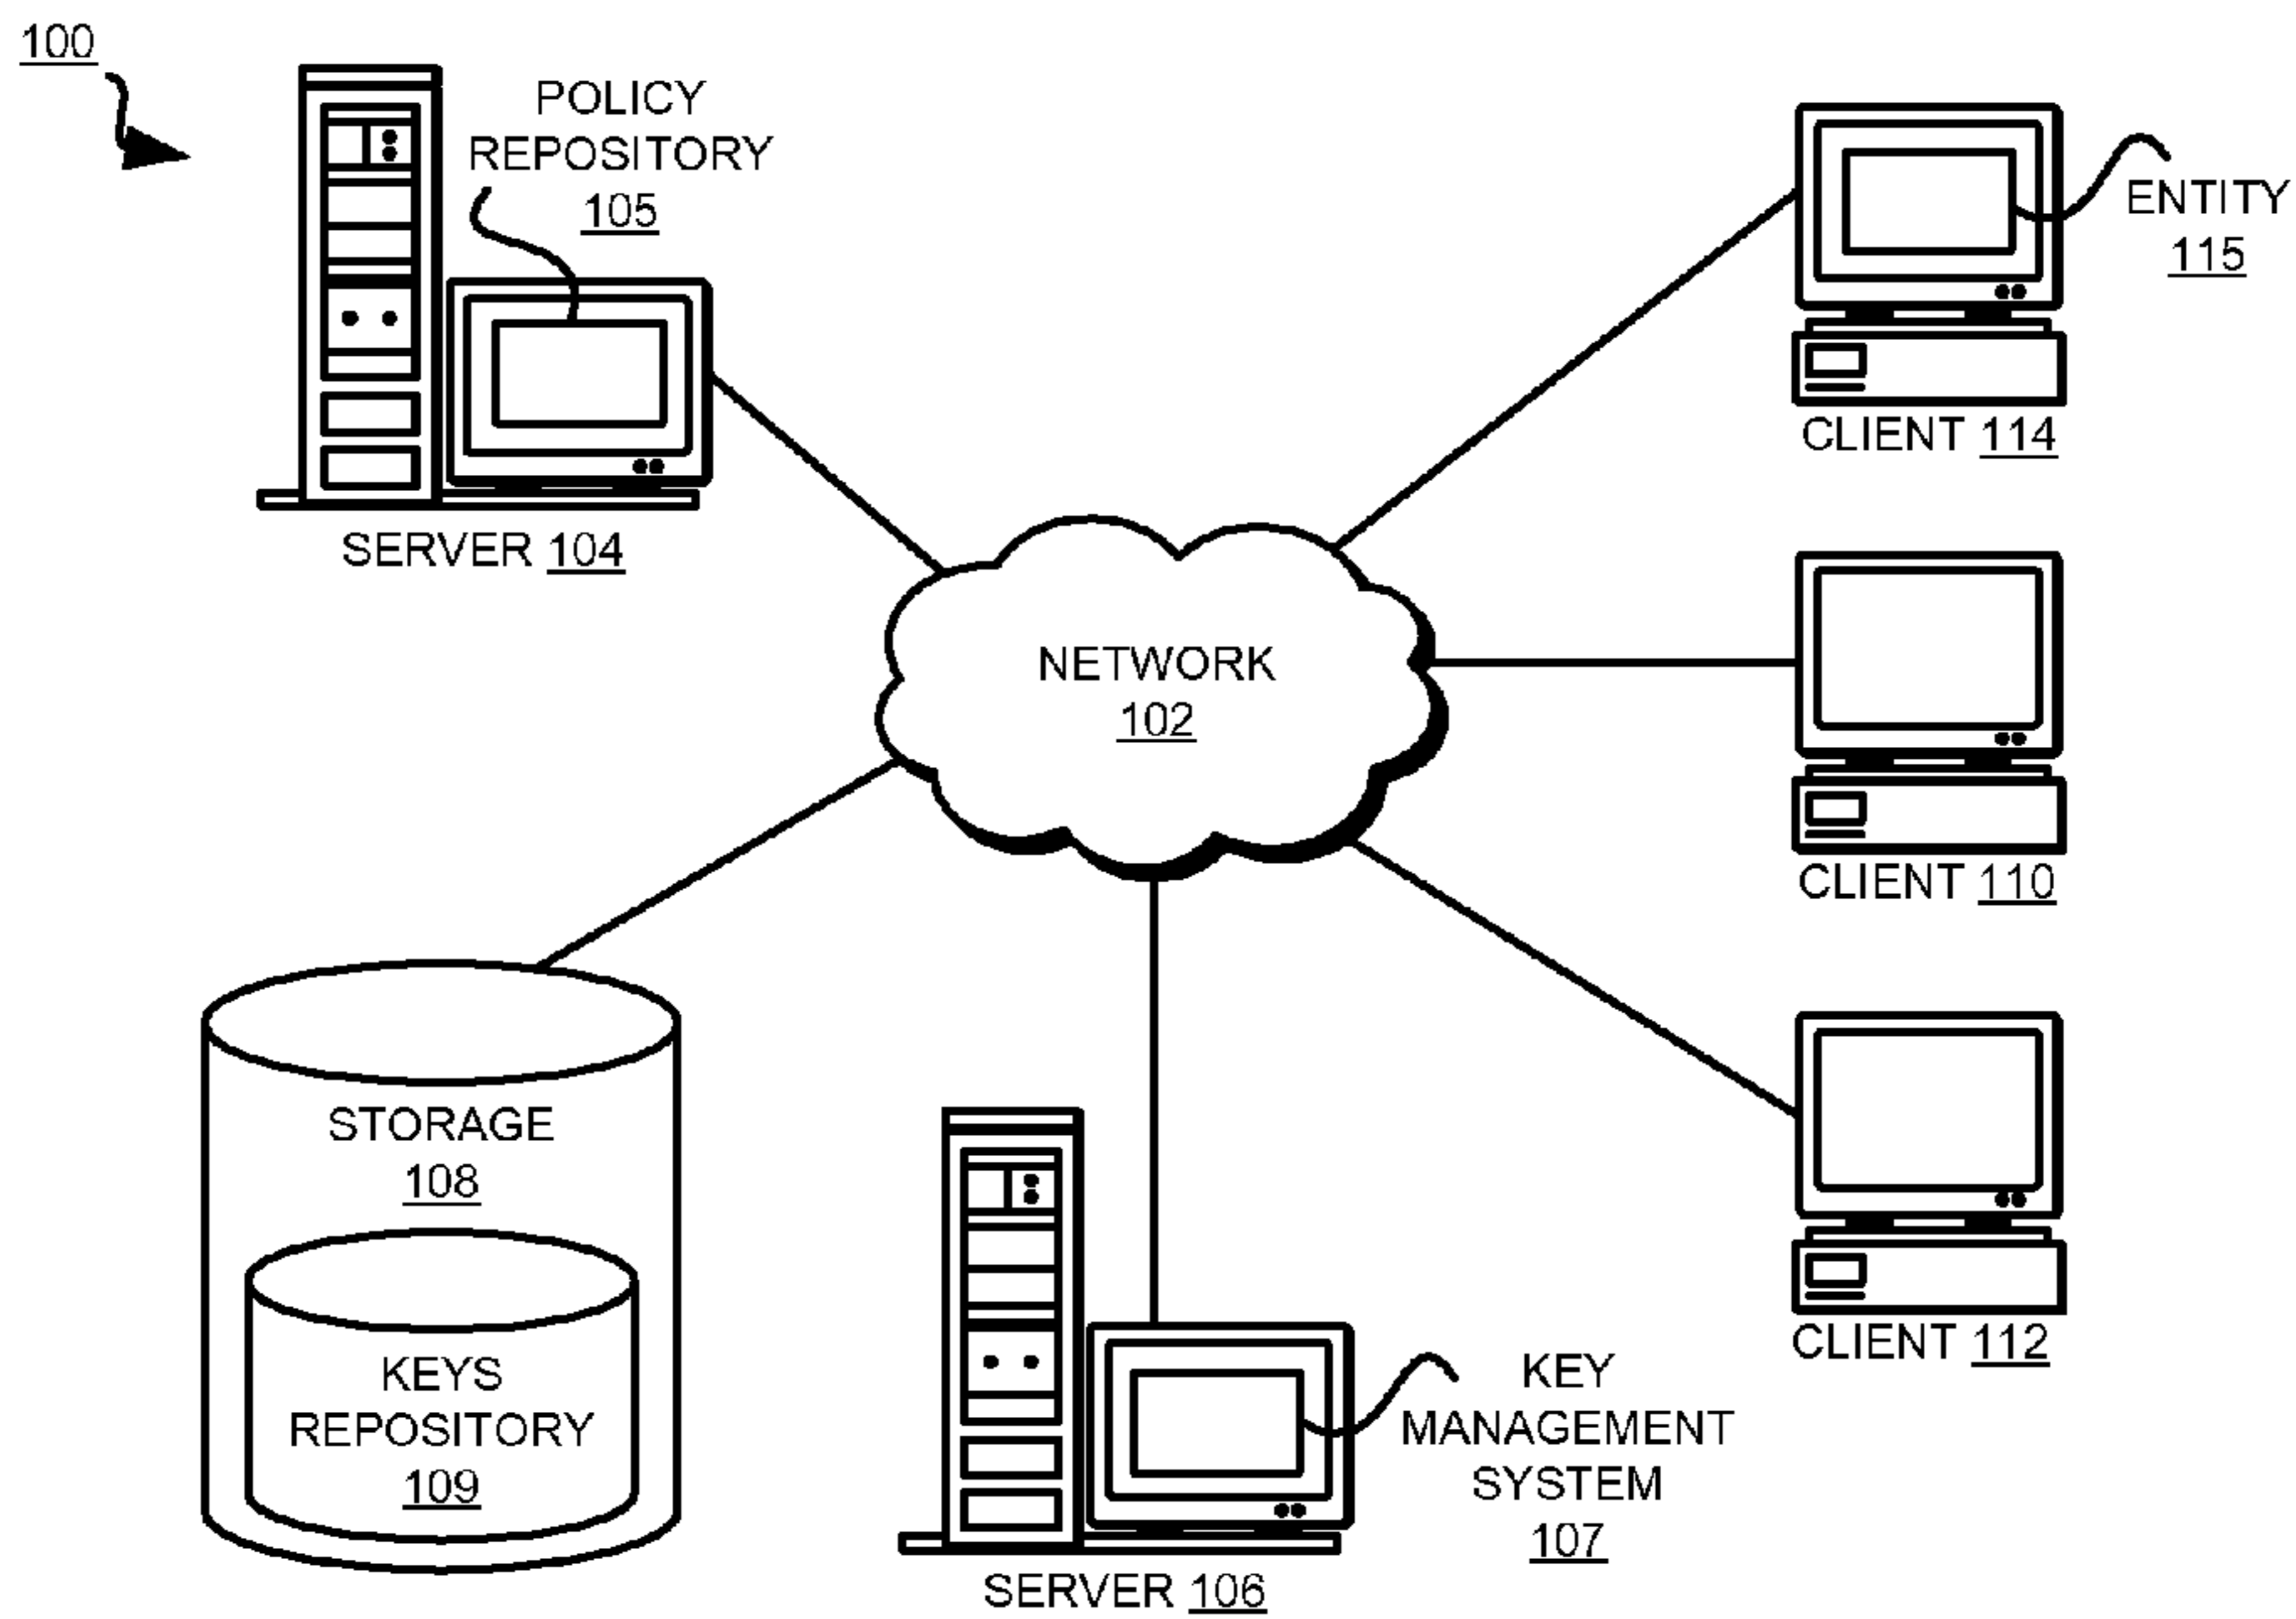 100
POLICY
REPOSITORY
105
SERVER 104
ENTITY
115
CLIENT 114
NETWORK
102
CLIENT 110
STORAGE
108
KEYS
REPOSITORY
109
KEY
MANAGEMENT
SYSTEM
107
SERVER 106
CLIENT 112